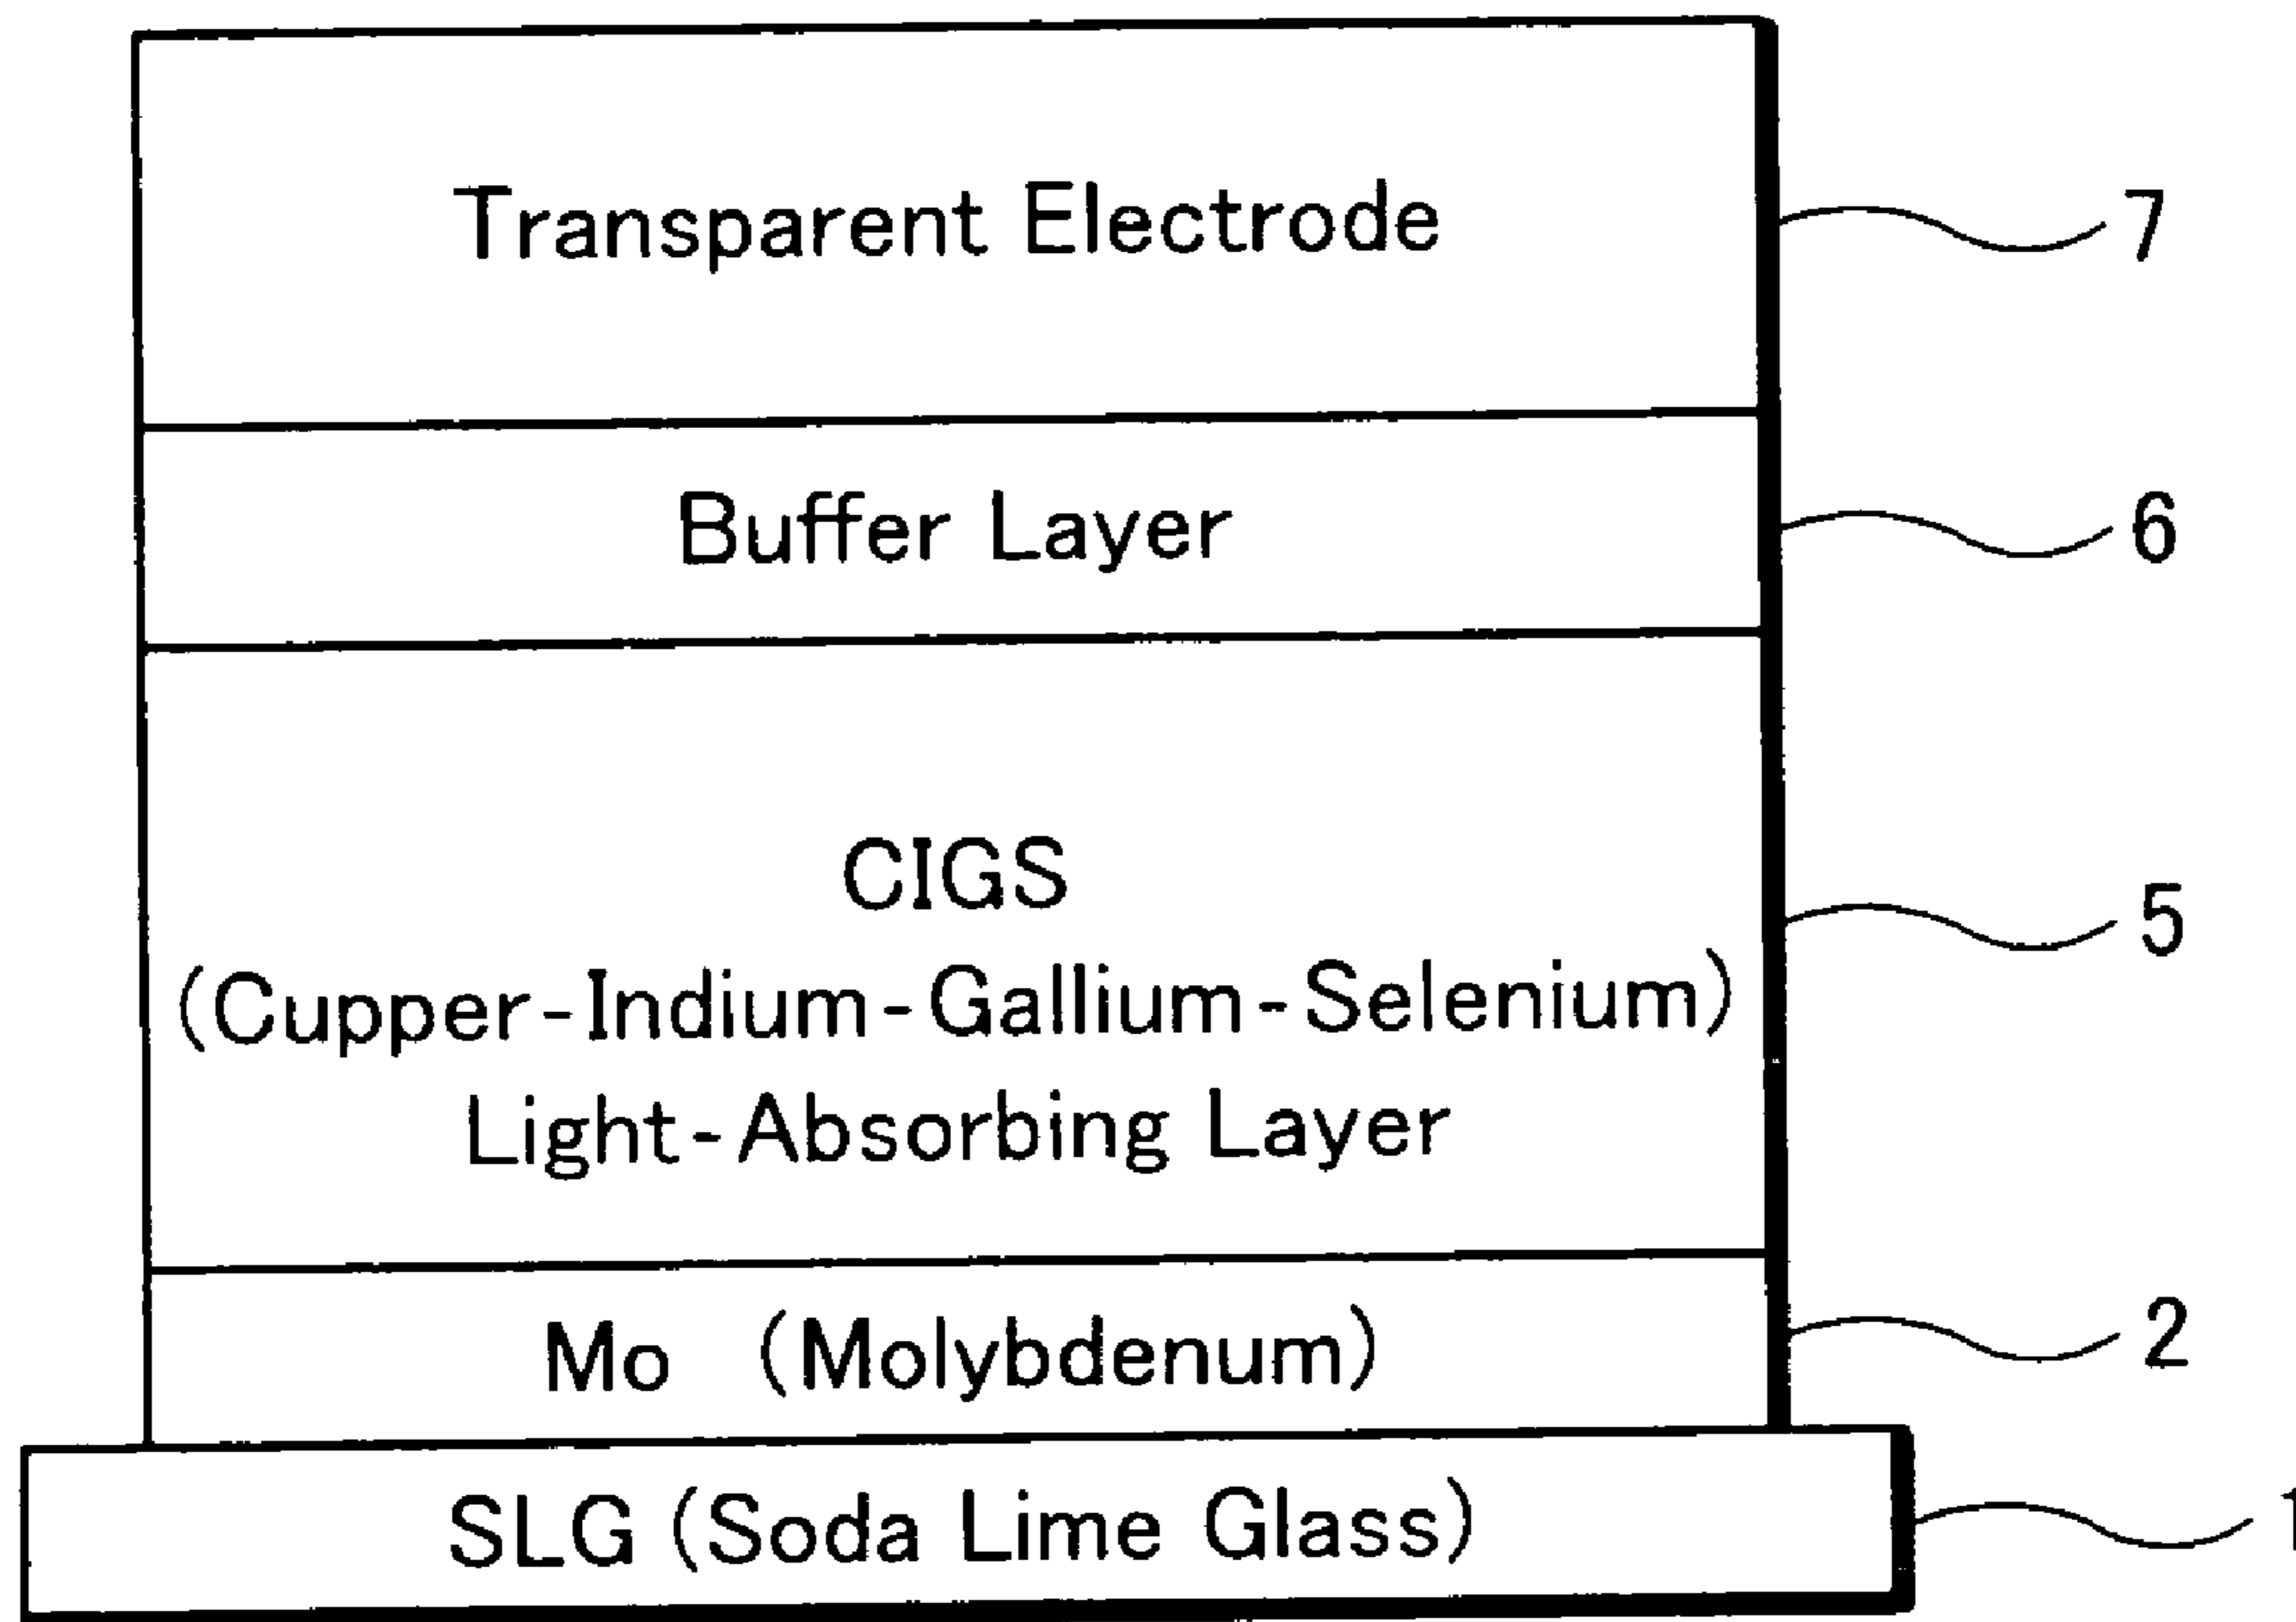 Transparent Electrode
7
Buffer Layer
6
CIGS
(Cupper-Indium-Gallium-Selenium)
Light-Absorbing Layer
5
Mo (Molybdenum)
2
SLG (Soda Lime Glass)
1